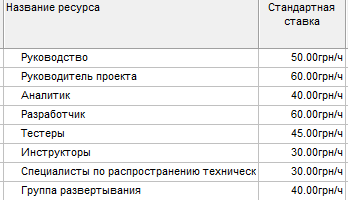 Название ресурса Стандартная ставка
Руководство 50.00грн/ч
Руководитель проекта 60.00грн/ч
Аналитик 40.00грн/ч
Разработчик 60.00грн/ч
Тестеры 45.00грн/ч
Инструкторы 30.00грн/ч
Специалисты по распространению техническ 30.00грн/ч
Группа развертывания 40.00грн/ч